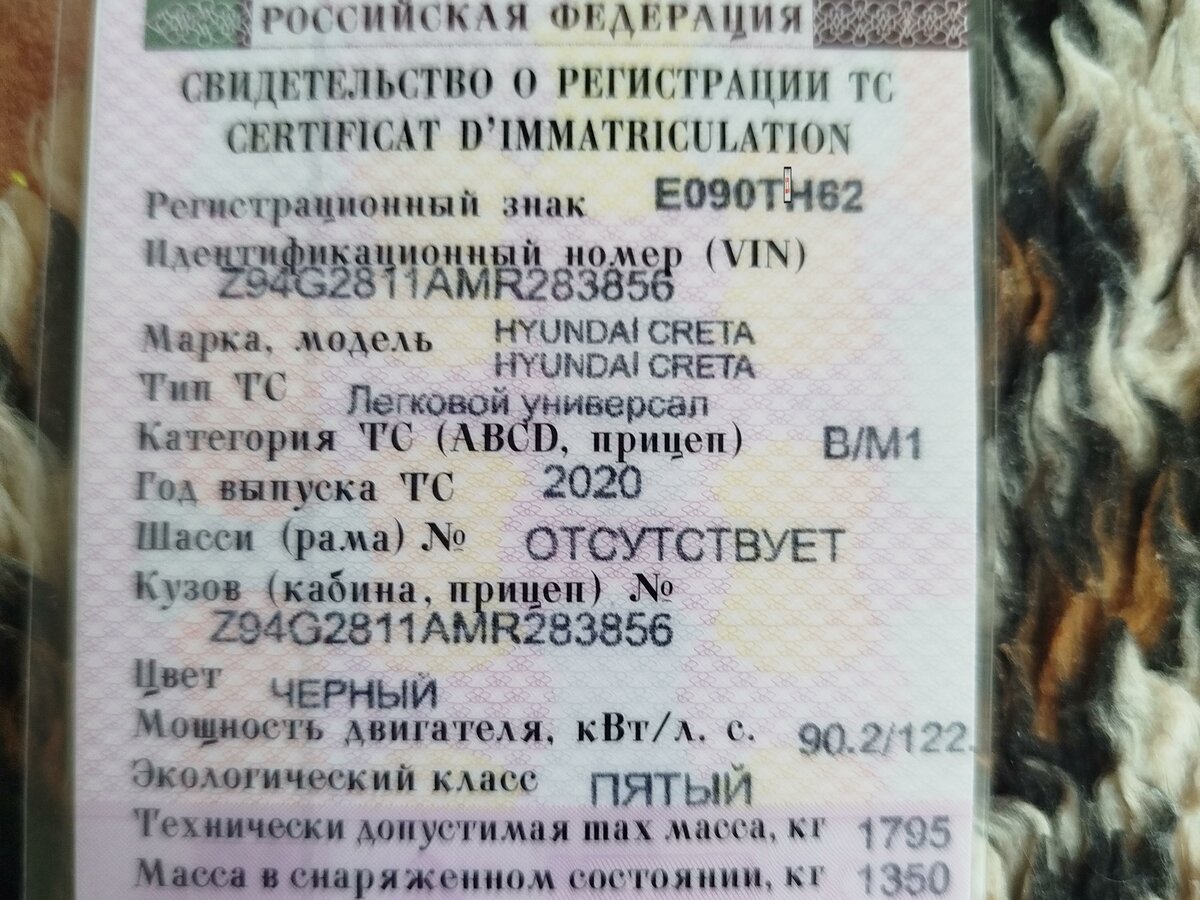 РОССИЙСКАЯ ФЕДЕРАЦИЯ
СВИДЕТЕЛЬСТВО О РЕГИСТРАЦИИ ТС
CERTIFICAT D'IMMATRICULATION
Регистрационный знак Е090ТН62
Идентификационный номер (VIN)
Z94G2811AMR283856
Марка, модель HYUNDAI CRETA
HYUNDAI CRETA
Тип ТС Легковой универсал
Категория ТС (ABCD, прицеп) B/M1
Год выпуска ТС 2020
Шасси (рама) № ОТСУТСТВУЕТ
Кузов (кабина, прицеп) №
Z94G2811AMR283856
Цвет ЧЕРНЫЙ
Мощность двигателя, кВт/л. с. 90.2/122.
Экологический класс ПЯТЫЙ
Технически допустимая max масса, кг 1795
Масса в снаряженном состоянии, кг 1350